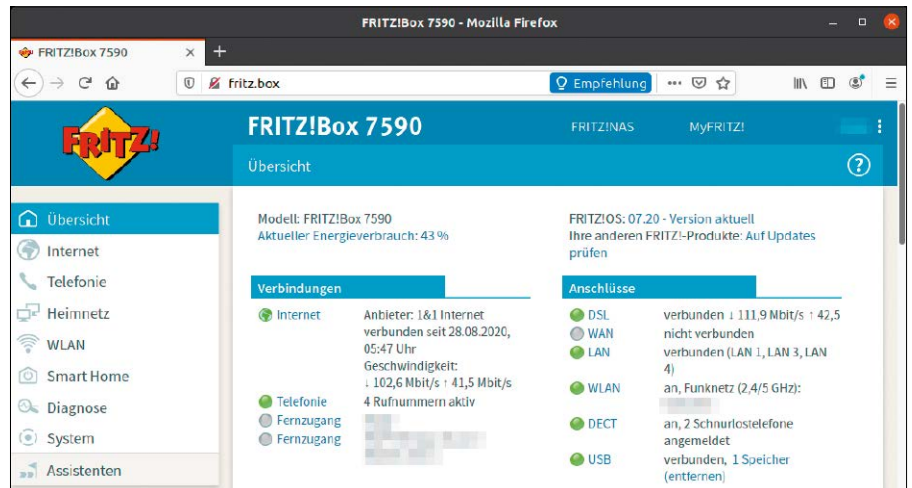 FRITZ!Box 7590 - Mozilla Firefox
FRITZ!Box 7590
fritz.box
Empfehlung
FRITZ!
FRITZ!Box 7590
FRITZ!NAS
MyFRITZ!
Übersicht
Übersicht
Internet
Telefonie
Heimnetz
WLAN
Smart Home
Diagnose
System
Assistenten
Modell: FRITZ!Box 7590
Aktueller Energieverbrauch: 43 %
FRITZ!OS: 07.20 - Version aktuell
Ihre anderen FRITZ!-Produkte: Auf Updates
prüfen
Verbindungen
Internet
Anbieter: 1&1 Internet
verbunden seit 28.08.2020,
05:47 Uhr
Geschwindigkeit:
↓ 102,6 Mbit/s ↑ 41,5 Mbit/s
Telefonie
4 Rufnummern aktiv
Fernzugang
Fernzugang
Anschlüsse
DSL
verbunden ↓ 111,9 Mbit/s ↑ 42,5
WAN
nicht verbunden
LAN
verbunden (LAN 1, LAN 3, LAN
4)
WLAN
an, Funknetz (2,4/5 GHz):
DECT
an, 2 Schnurlostelefone
angemeldet
USB
verbunden, 1 Speicher
(entfernen)